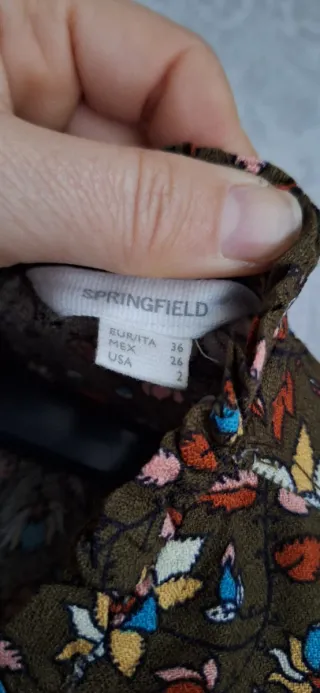 SPRINGFIELD
EUR/ITA 36
MEX 26
USA 2